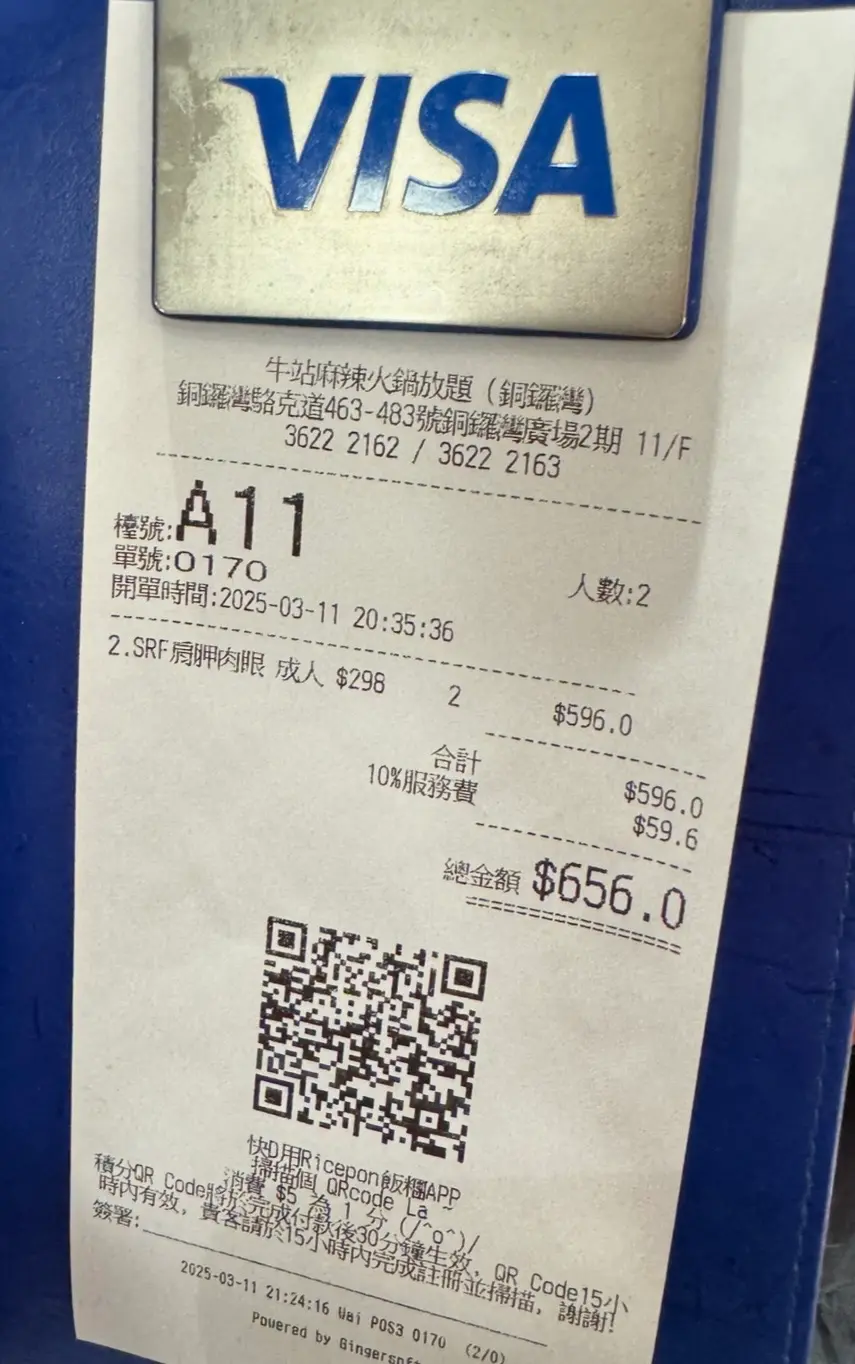 VISA
牛站麻辣火鍋放題 (銅鑼灣)
銅鑼灣駱克道463-483號銅鑼灣廣場2期 11/F
3622 2162 / 3622 2163
檯號:A11
單號:0170 人數:2
開單時間:2025-03-11 20:35:36
2.SRF肩胛肉眼 成人 $298 2 $596.0
合計 $596.0
10%服務費 $59.6
總金額 $656.0
快D用Ricepon飯糰APP
掃描個 QRcode La ~
消費 $5 為 1 分 (/^o^)/
積分QR Code將於完成付款後30分鐘生效, QR Code15小
時內有效, 貴客請於15小時內完成註冊並掃描, 謝謝!
簽署:
2025-03-11 21:24:16 Wai POS3 0170 (2/0)
Powered by Gingersoft